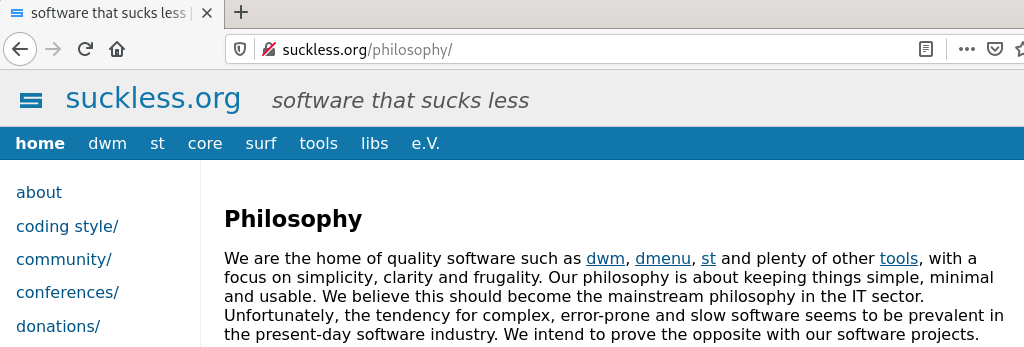 software that sucks less
suckless.org/philosophy/
suckless.org software that sucks less
home dwm st core surf tools libs e.V.
about
coding style/
community/
conferences/
donations/
Philosophy
We are the home of quality software such as dwm, dmenu, st and plenty of other tools, with a
focus on simplicity, clarity and frugality. Our philosophy is about keeping things simple, minimal
and usable. We believe this should become the mainstream philosophy in the IT sector.
Unfortunately, the tendency for complex, error-prone and slow software seems to be prevalent in
the present-day software industry. We intend to prove the opposite with our software projects.